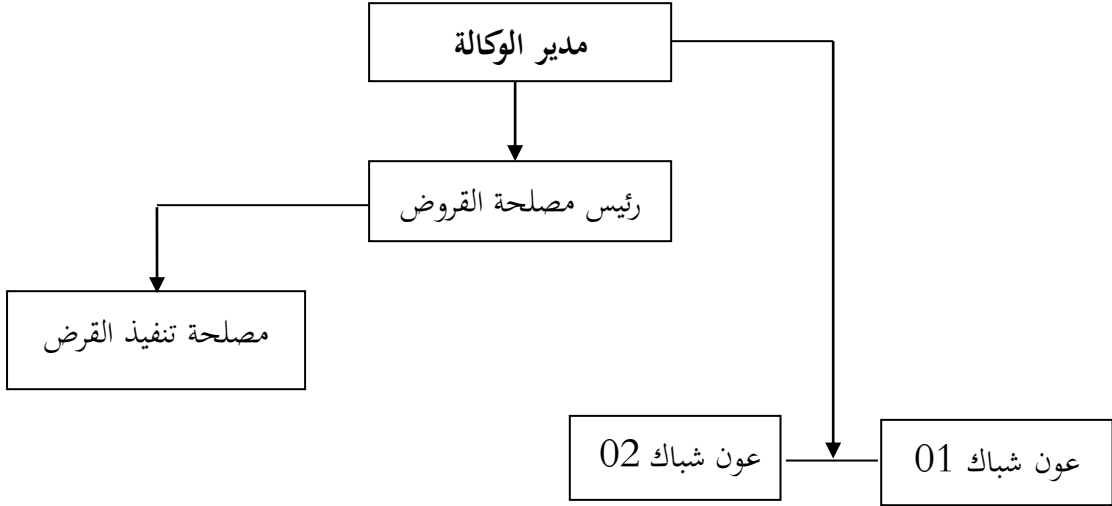 مدير الوكالة
رئيس مصلحة القروض
مصلحة تنفيذ القرض
عون شباك 01
عون شباك 02